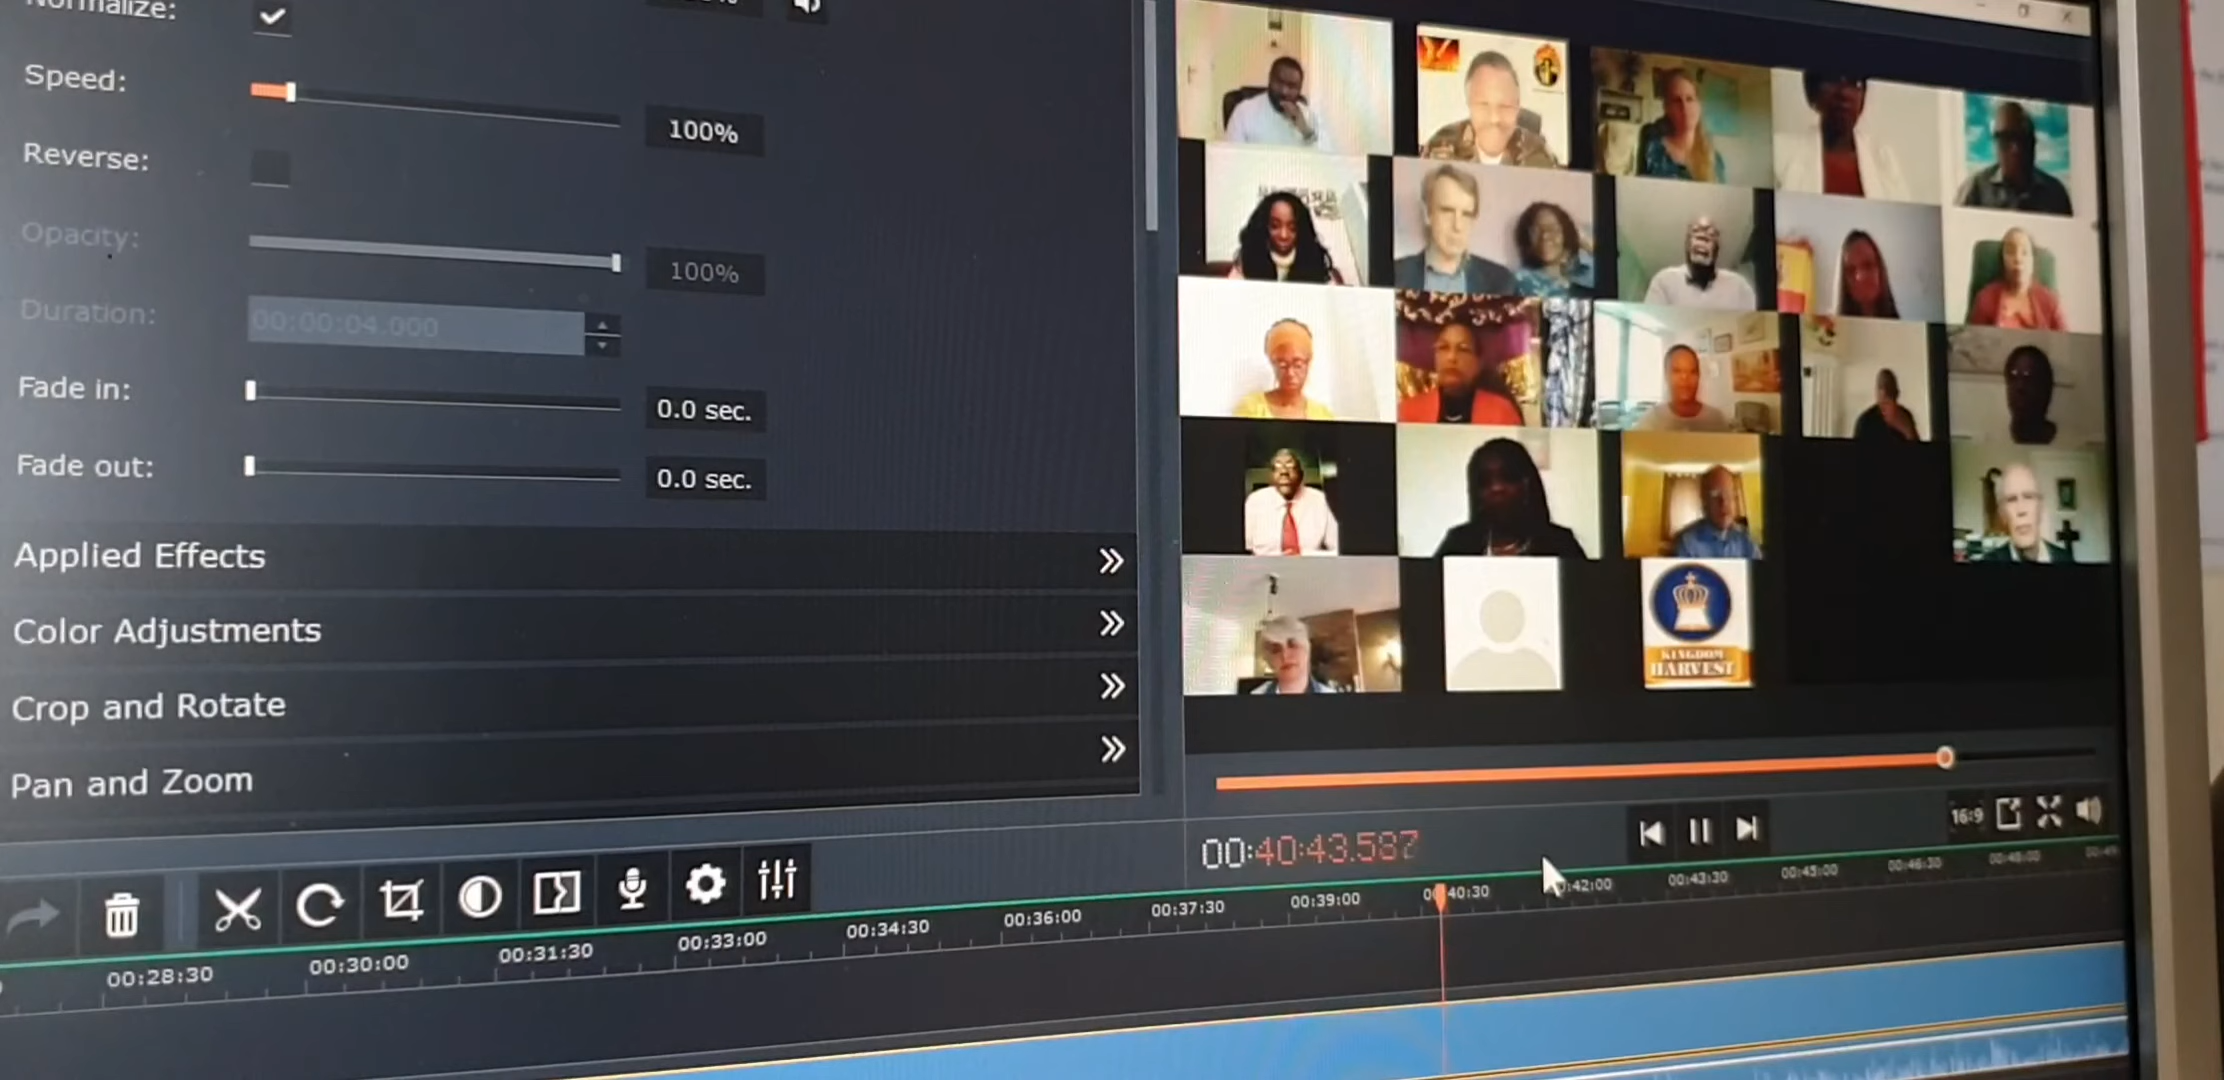 Normalize:
Speed:
100%
Reverse:
Opacity:
100%
Duration:
00:00:04.000
Fade in:
0.0 sec.
Fade out:
0.0 sec.
Applied Effects
Color Adjustments
Crop and Rotate
Pan and Zoom
KINGDOM
HARVEST
00:40:43.587
16:9
00:28:30
00:30:00
00:31:30
00:33:00
00:34:30
00:36:00
00:37:30
00:39:00
40:30
:42:00
00:43:30
00:45:00
00:46:30
00:48:00